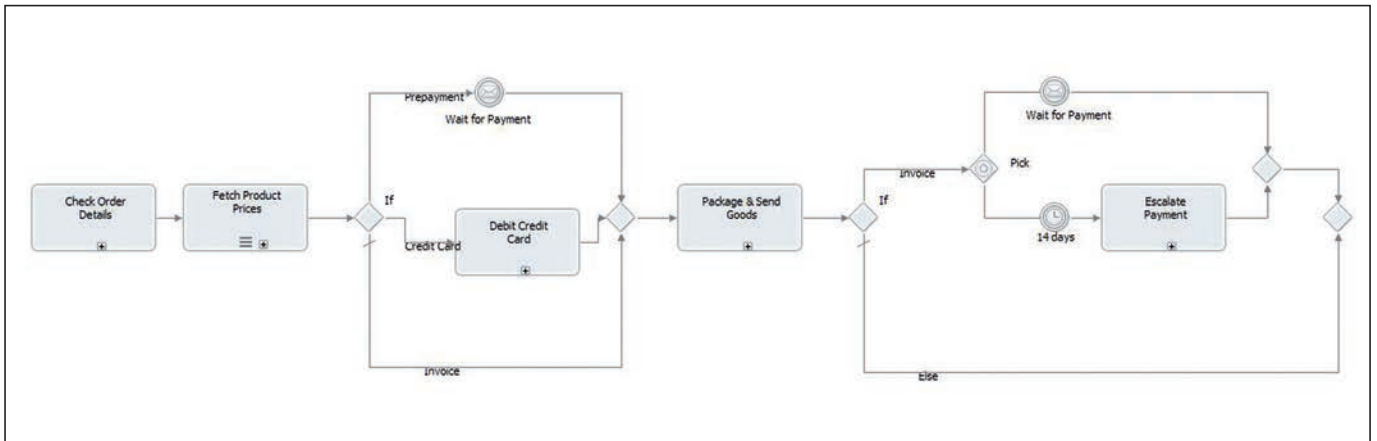 Check Order
Details
Fetch Product
Prices
If
Prepayment
Wait for Payment
Credit Card
Debit Credit
Card
Invoice
Package & Send
Goods
If
Invoice
Pick
Wait for Payment
14 days
Escalate
Payment
Else